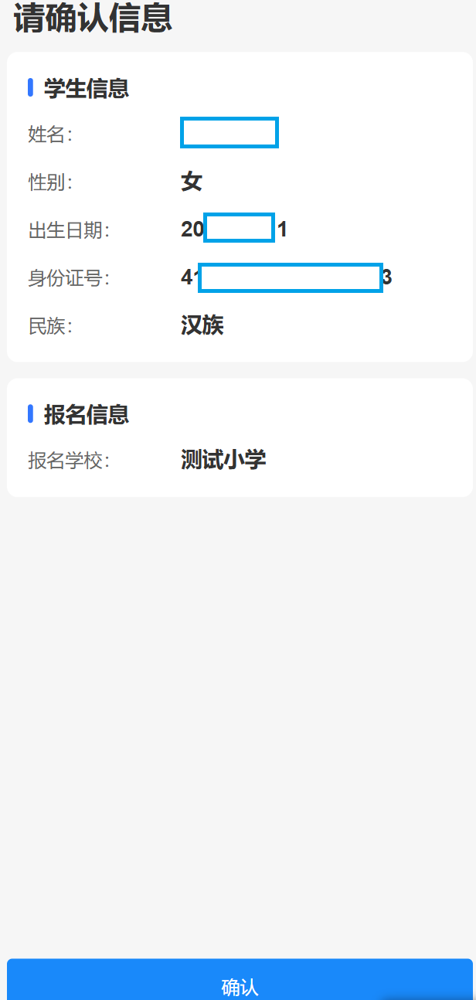 请确认信息
学生信息
姓名：
性别： 女
出生日期： 20 1
身份证号： 41 3
民族： 汉族
报名信息
报名学校： 测试小学
确认